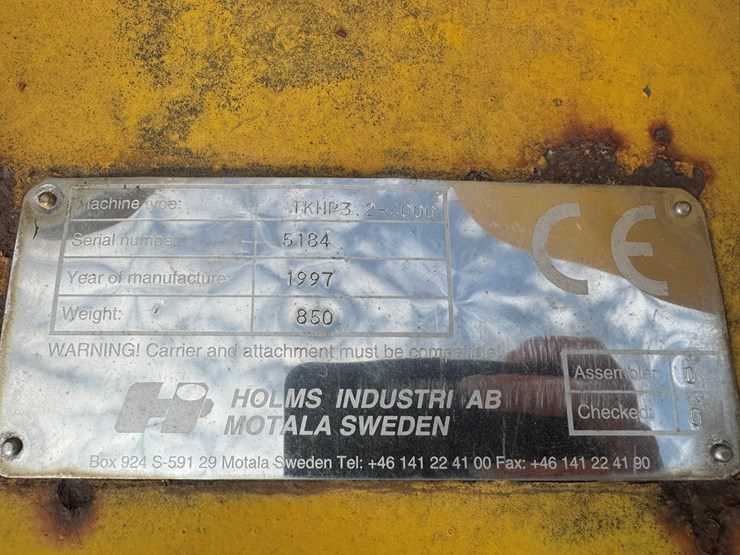 Machine type: TKHP3.2-4000
Serial number: 5184
Year of manufacture: 1997
Weight: 850
CE
WARNING! Carrier and attachment must be compatible!
Assembler
Checked:
HOLMS INDUSTRI AB
MOTALA SWEDEN
Box 924 S-591 29 Motala Sweden Tel: +46 141 22 41 00 Fax: +46 141 22 41 90